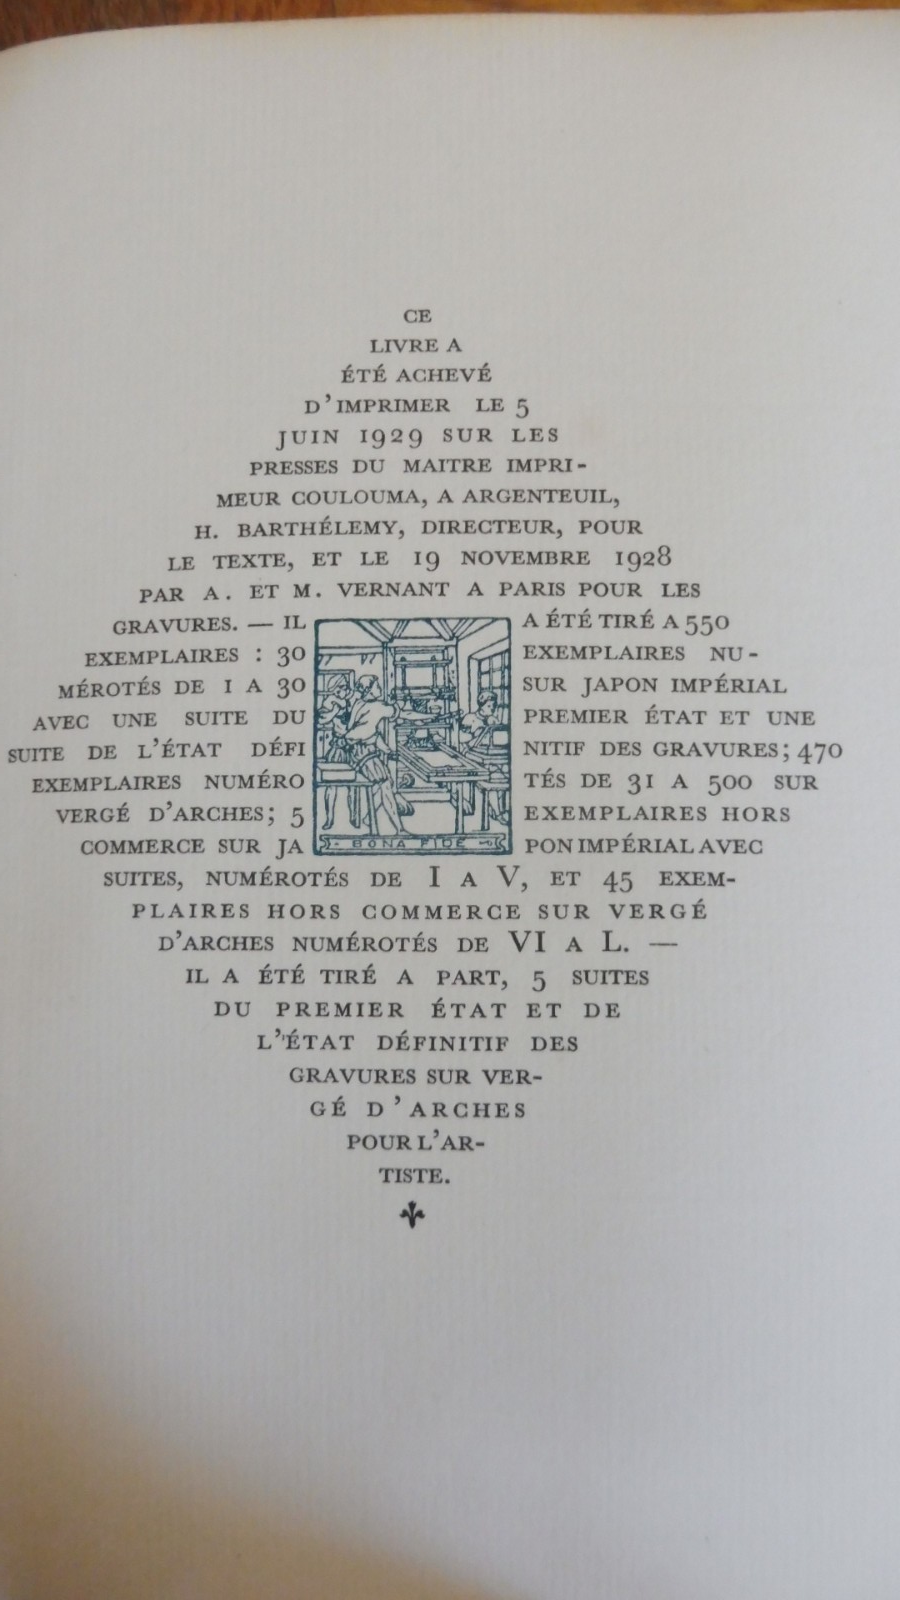 CE
LIVRE A
ÉTÉ ACHEVÉ
D'IMPRIMER LE 5
JUIN 1929 SUR LES
PRESSES DU MAITRE IMPRI-
MEUR COULOUMA, A ARGENTEUIL,
H. BARTHÉLEMY, DIRECTEUR, POUR
LE TEXTE, ET LE 19 NOVEMBRE 1928
PAR A. ET M. VERNANT A PARIS POUR LES
GRAVURES. — IL A ÉTÉ TIRÉ A 550
EXEMPLAIRES : 30 EXEMPLAIRES NU-
MÉROTÉS DE I A 30 SUR JAPON IMPÉRIAL
AVEC UNE SUITE DU PREMIER ÉTAT ET UNE
SUITE DE L'ÉTAT DÉFI NITIF DES GRAVURES; 470
EXEMPLAIRES NUMÉRO TÉS DE 31 A 500 SUR
VERGÉ D'ARCHES; 5 EXEMPLAIRES HORS
COMMERCE SUR JA PON IMPÉRIAL AVEC
BONA FIDE
SUITES, NUMÉROTÉS DE I A V, ET 45 EXEM-
PLAIRES HORS COMMERCE SUR VERGÉ
D'ARCHES NUMÉROTÉS DE VI A L. —
IL A ÉTÉ TIRÉ A PART, 5 SUITES
DU PREMIER ÉTAT ET DE
L'ÉTAT DÉFINITIF DES
GRAVURES SUR VER-
GÉ D'ARCHES
POUR L'AR-
TISTE.